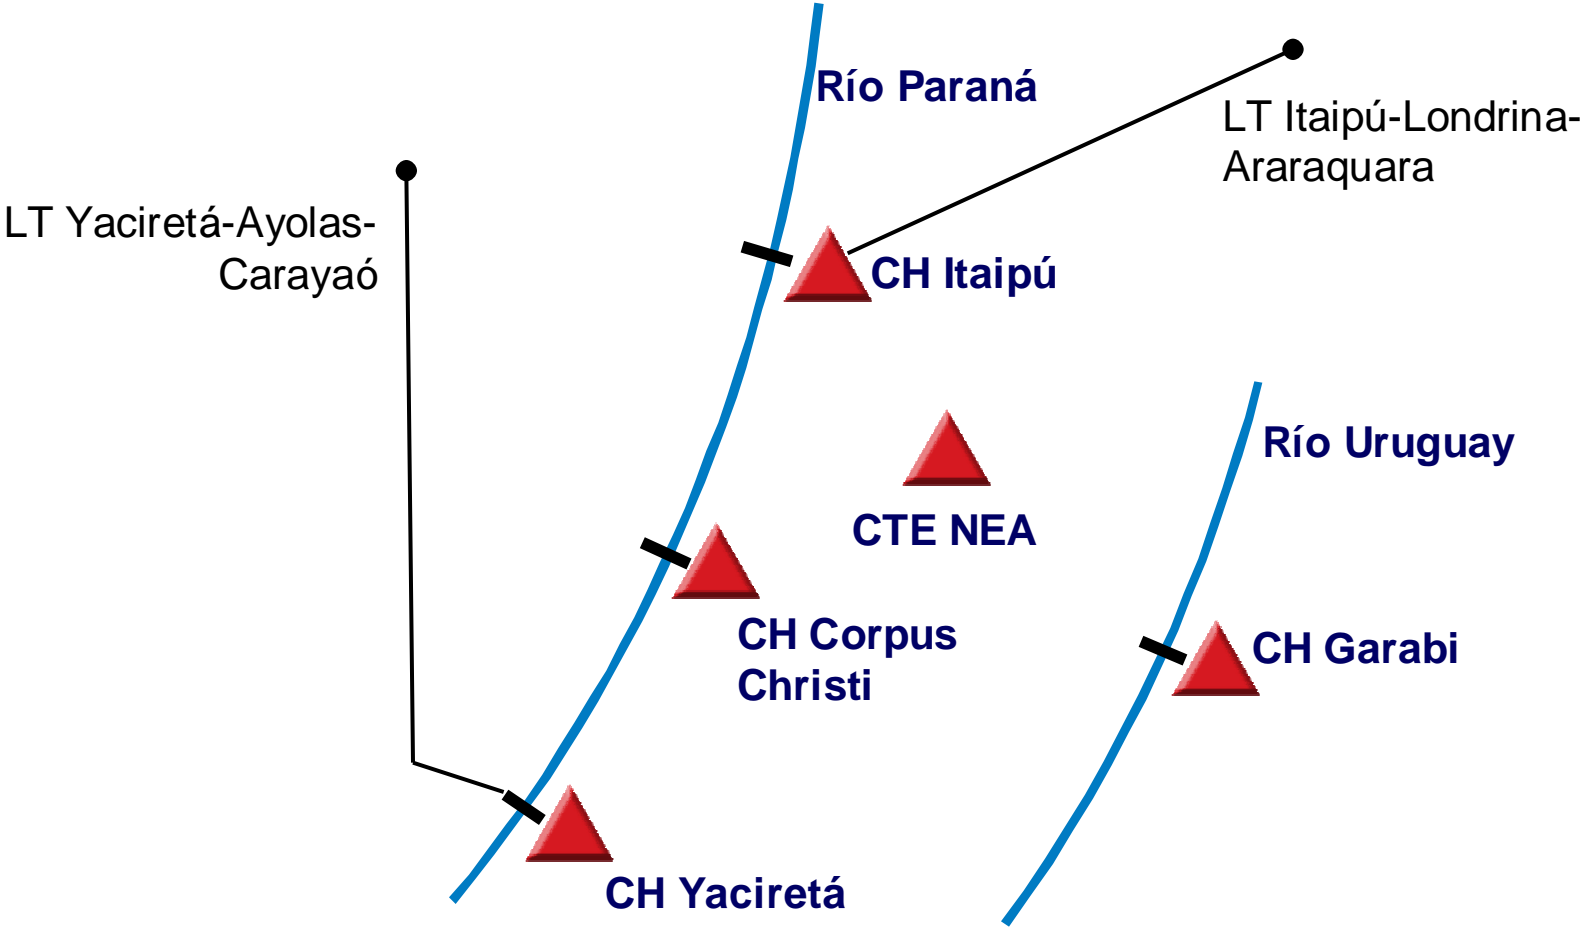 Río Paraná
LT Itaipú-Londrina-
Araraquara
LT Yaciretá-Ayolas-
Carayaó
CH Itaipú
Río Uruguay
CTE NEA
CH Corpus
Christi
CH Garabi
CH Yaciretá